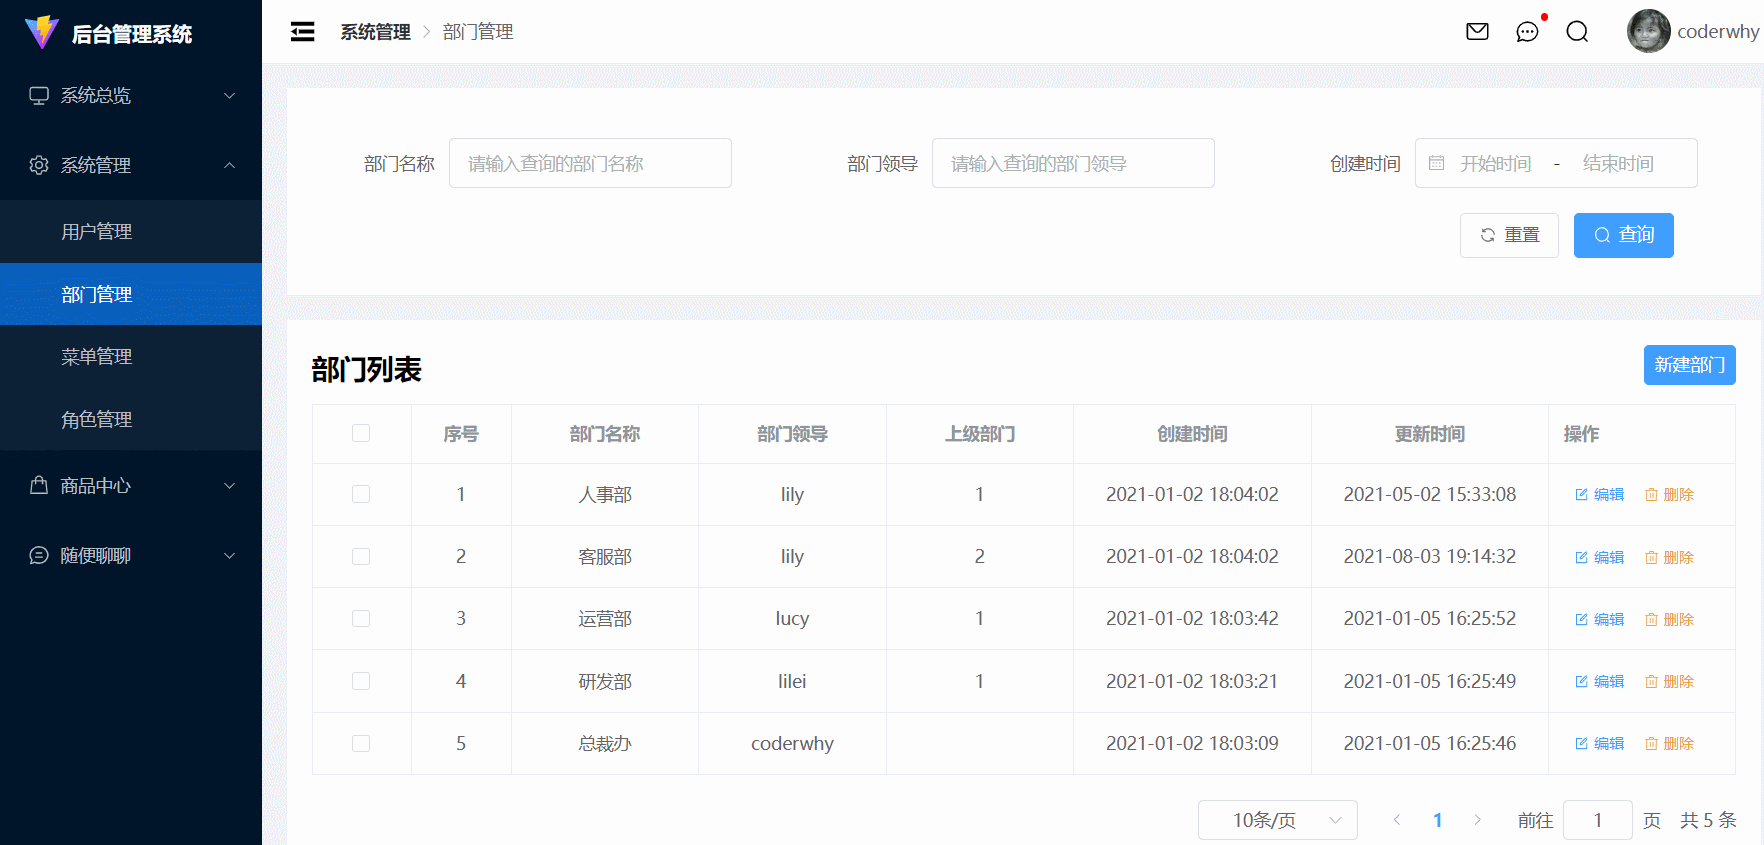 后台管理系统
系统总览
系统管理
用户管理
部门管理
菜单管理
角色管理
商品中心
随便聊聊
系统管理 > 部门管理
coderwhy
部门名称 请输入查询的部门名称 部门领导 请输入查询的部门领导 创建时间 开始时间 - 结束时间
重置 查询
部门列表 新建部门
序号 部门名称 部门领导 上级部门 创建时间 更新时间 操作
1 人事部 lily 1 2021-01-02 18:04:02 2021-05-02 15:33:08 编辑 删除
2 客服部 lily 2 2021-01-02 18:04:02 2021-08-03 19:14:32 编辑 删除
3 运营部 lucy 1 2021-01-02 18:03:42 2021-01-05 16:25:52 编辑 删除
4 研发部 lilei 1 2021-01-02 18:03:21 2021-01-05 16:25:49 编辑 删除
5 总裁办 coderwhy 2021-01-02 18:03:09 2021-01-05 16:25:46 编辑 删除
10条/页 < 1 > 前往 1 页 共 5 条